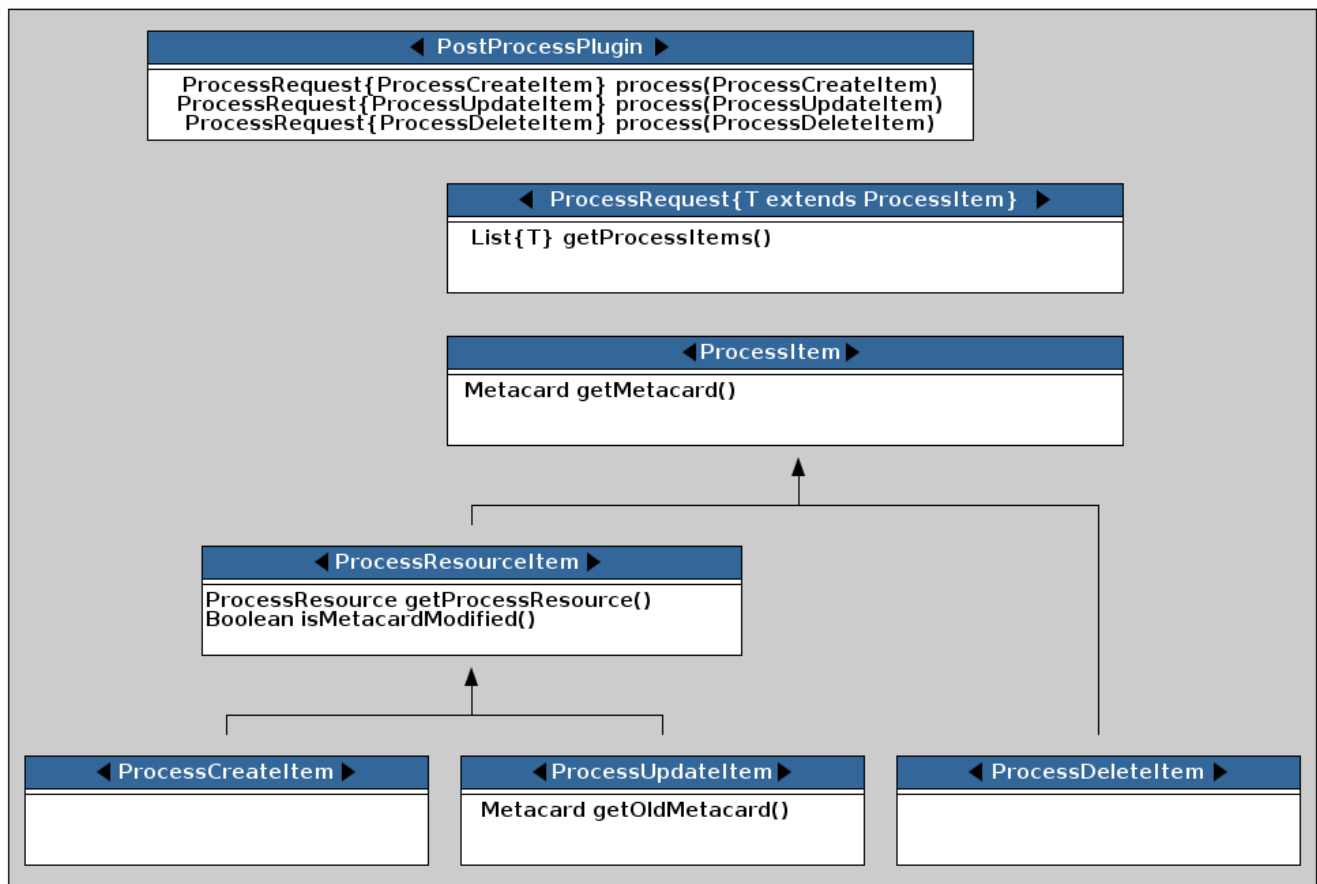 PostProcessPlugin
ProcessRequest{ProcessCreateItem} process(ProcessCreateItem)
ProcessRequest{ProcessUpdateItem} process(ProcessUpdateItem)
ProcessRequest{ProcessDeleteItem} process(ProcessDeleteItem)
ProcessRequest{T extends ProcessItem}
List{T} getProcessItems()
ProcessItem
Metacard getMetacard()
ProcessResourceItem
ProcessResource getProcessResource()
Boolean isMetacardModified()
ProcessCreateItem
ProcessUpdateItem
Metacard getOldMetacard()
ProcessDeleteItem